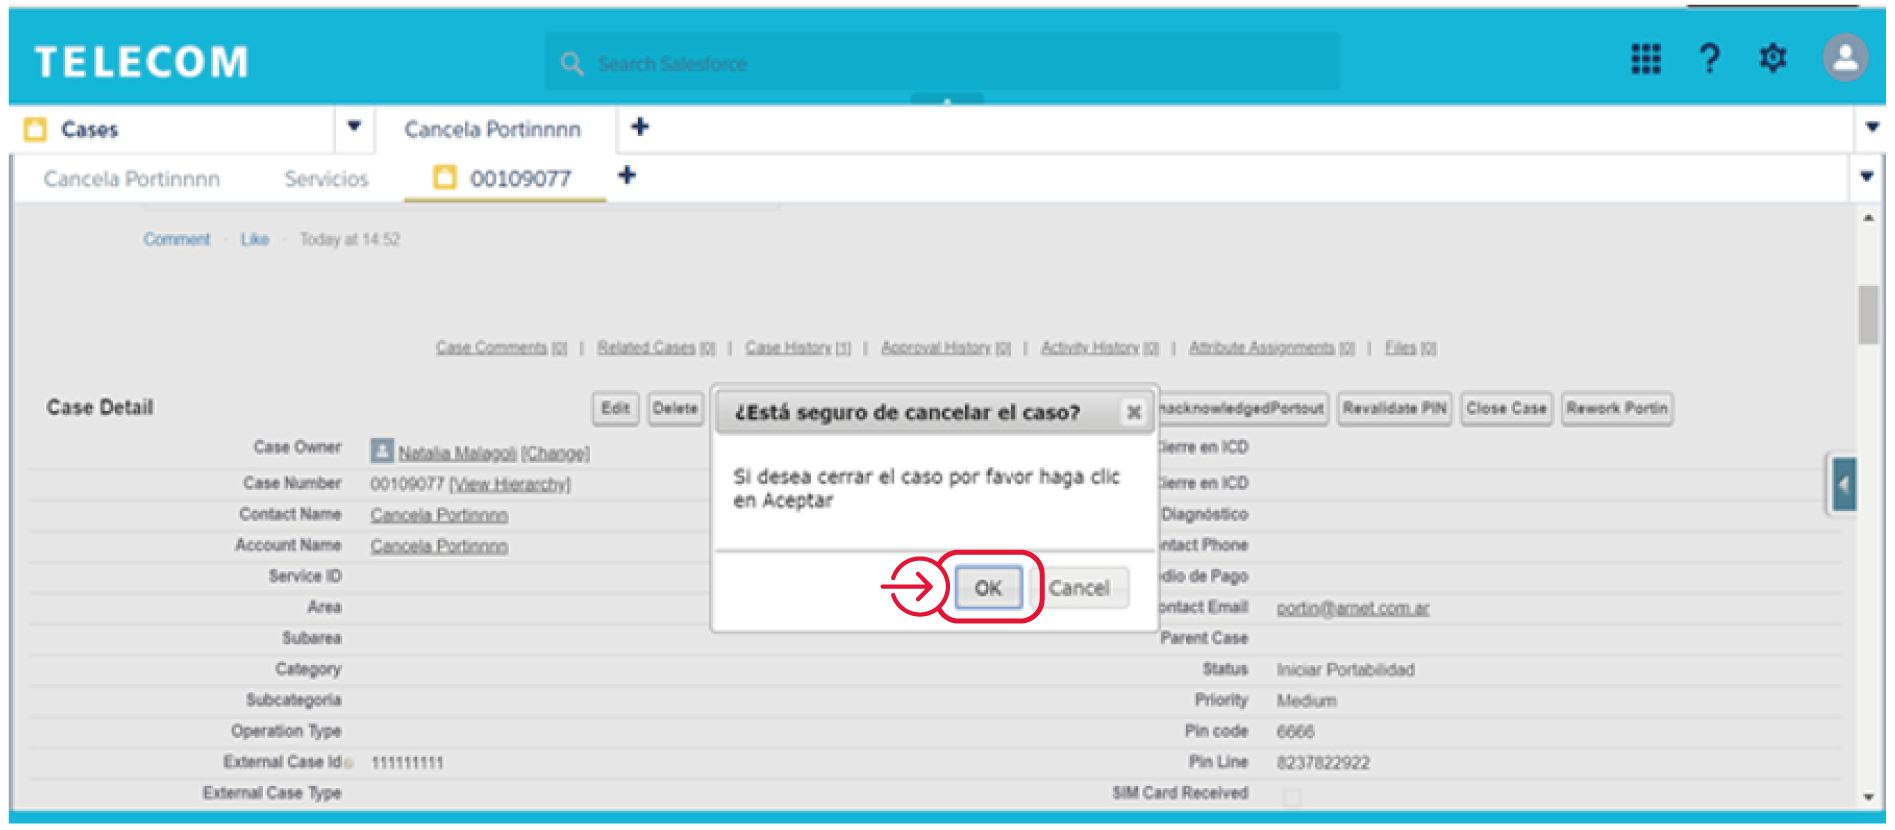 TELECOM
Search Salesforce
?
Cases
Cancela Portinnnn
+
Cancela Portinnnn
Servicios
00109077
+
Comment · Like · Today at 14:52
Case Comments [0] | Related Cases [0] | Case History [1] | Approval History [0] | Activity History [0] | Attribute Assignments [0] | Files [0]
Case Detail
Edit
Delete
nacknowledgedPortout
Revalidate PIN
Close Case
Rework Portin
¿Está seguro de cancelar el caso?
Si desea cerrar el caso por favor haga clic
en Aceptar
OK
Cancel
Case Owner Natalia Malagoli [Change]
Case Number 00109077 [View Hierarchy]
Contact Name Cancela Portinnnn
Account Name Cancela Portinnnn
Service ID
Area
Subarea
Category
Subcategoria
Operation Type
External Case Id 111111111
External Case Type
ierre en ICD
ierre en ICD
Diagnóstico
ntact Phone
dio de Pago
ontact Email portin@arnet.com.ar
Parent Case
Status Iniciar Portabilidad
Priority Medium
Pin code 6666
Pin Line 8237822922
SIM Card Received